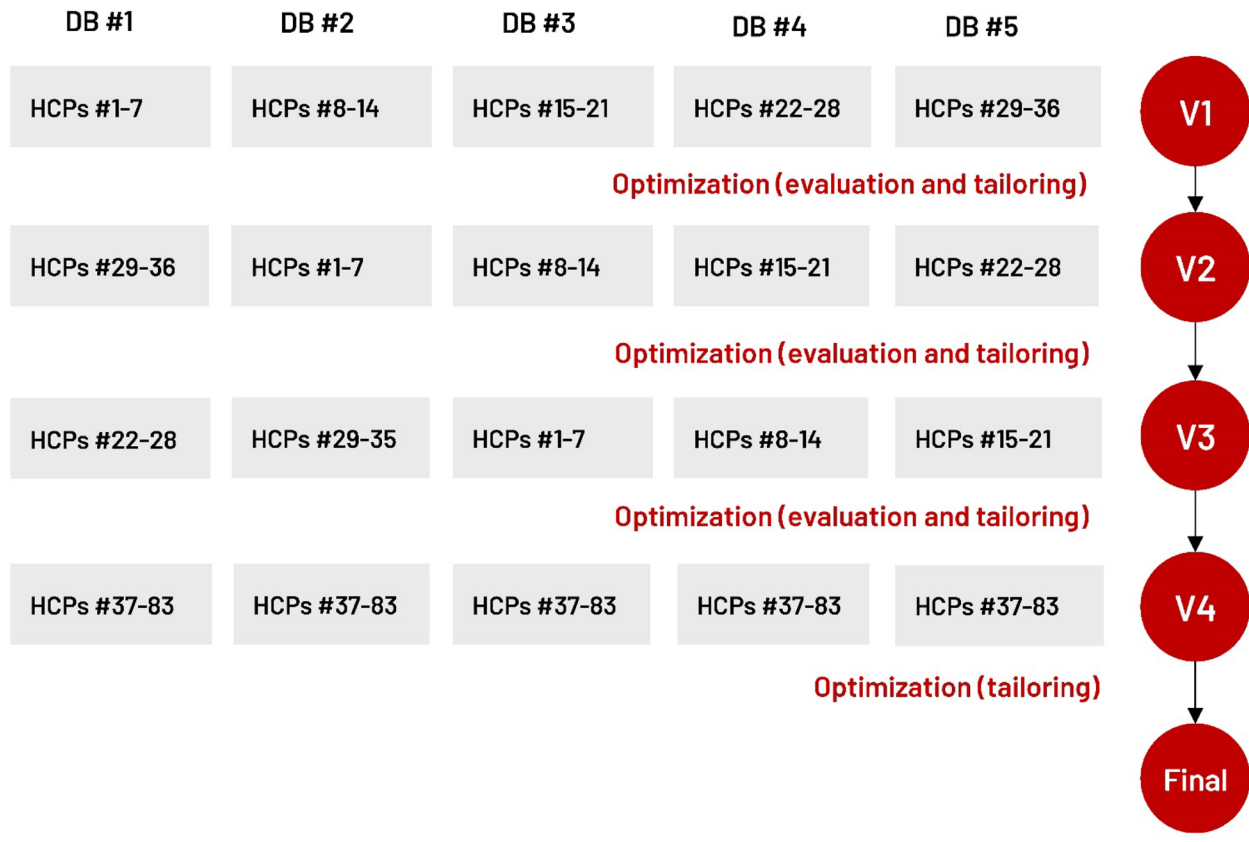 DB #1 DB #2 DB #3 DB #4 DB #5
HCPs #1-7 HCPs #8-14 HCPs #15-21 HCPs #22-28 HCPs #29-36 V1
Optimization (evaluation and tailoring)
HCPs #29-36 HCPs #1-7 HCPs #8-14 HCPs #15-21 HCPs #22-28 V2
Optimization (evaluation and tailoring)
HCPs #22-28 HCPs #29-35 HCPs #1-7 HCPs #8-14 HCPs #15-21 V3
Optimization (evaluation and tailoring)
HCPs #37-83 HCPs #37-83 HCPs #37-83 HCPs #37-83 HCPs #37-83 V4
Optimization (tailoring)
Final